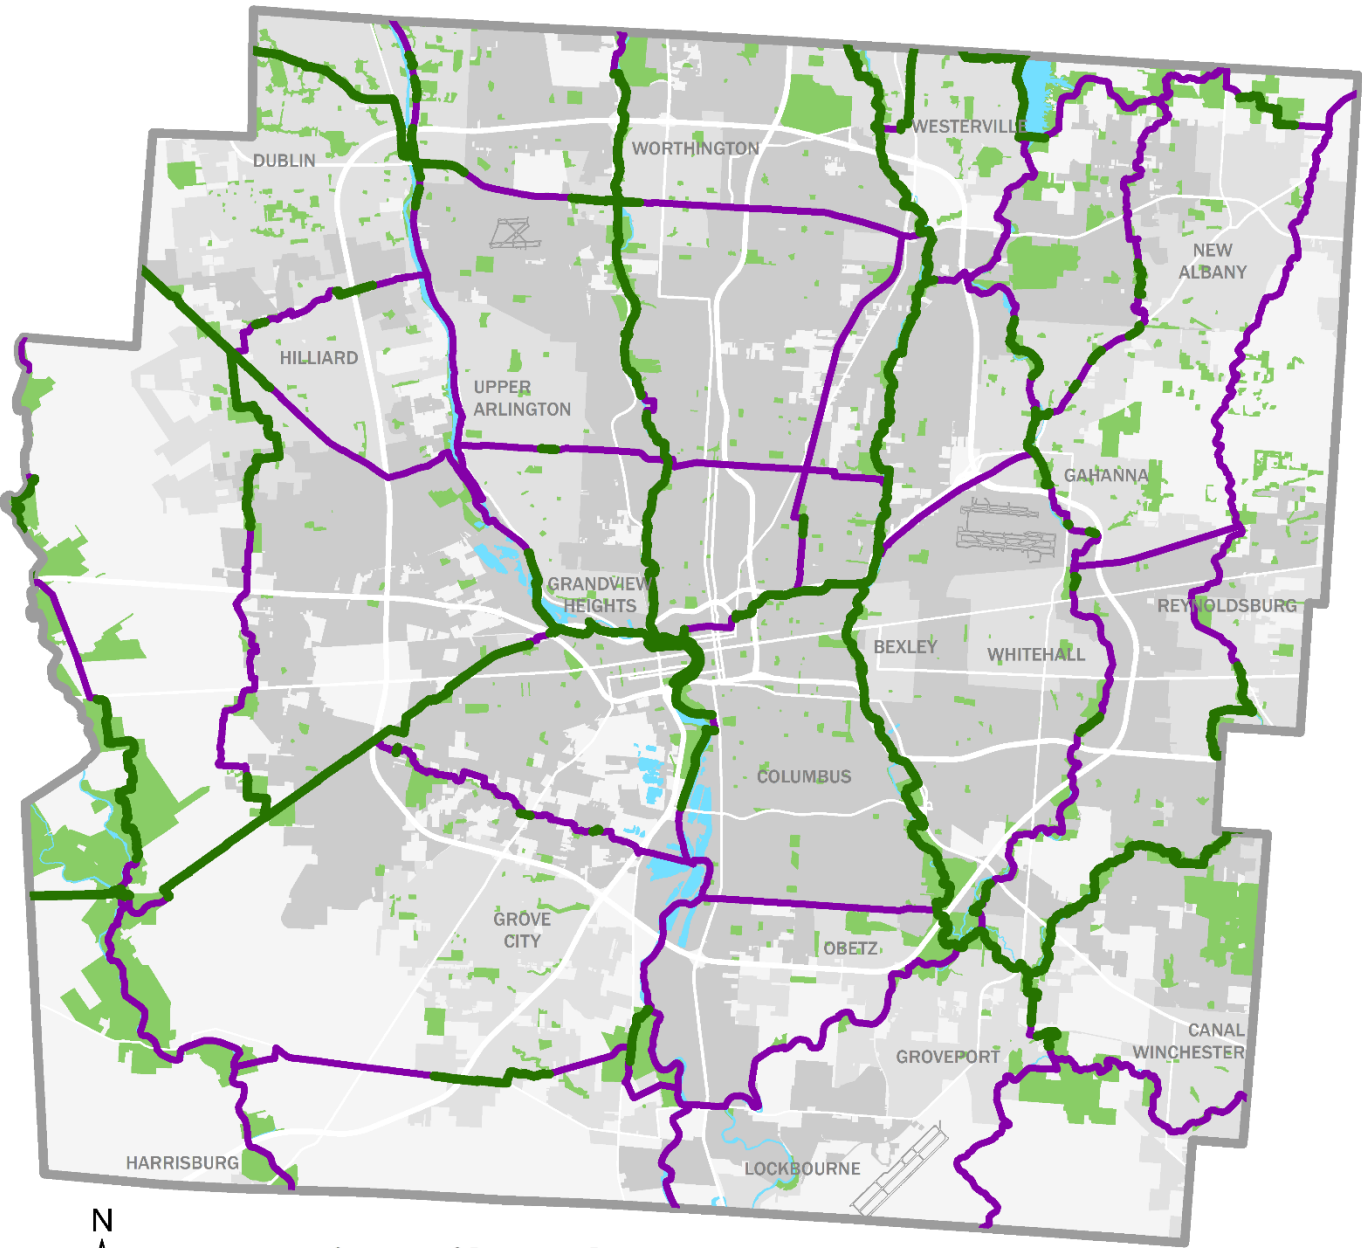 WESTERVILLE
WORTHINGTON
DUBLIN
NEW
ALBANY
HILLIARD
UPPER
ARLINGTON
GAHANNA
GRANDVIEW
HEIGHTS
REYNOLDSBURG
BEXLEY
WHITEHALL
COLUMBUS
GROVE
CITY
OBETZ
CANAL
WINCHESTER
GROVEPORT
HARRISBURG
LOCKBOURNE
N